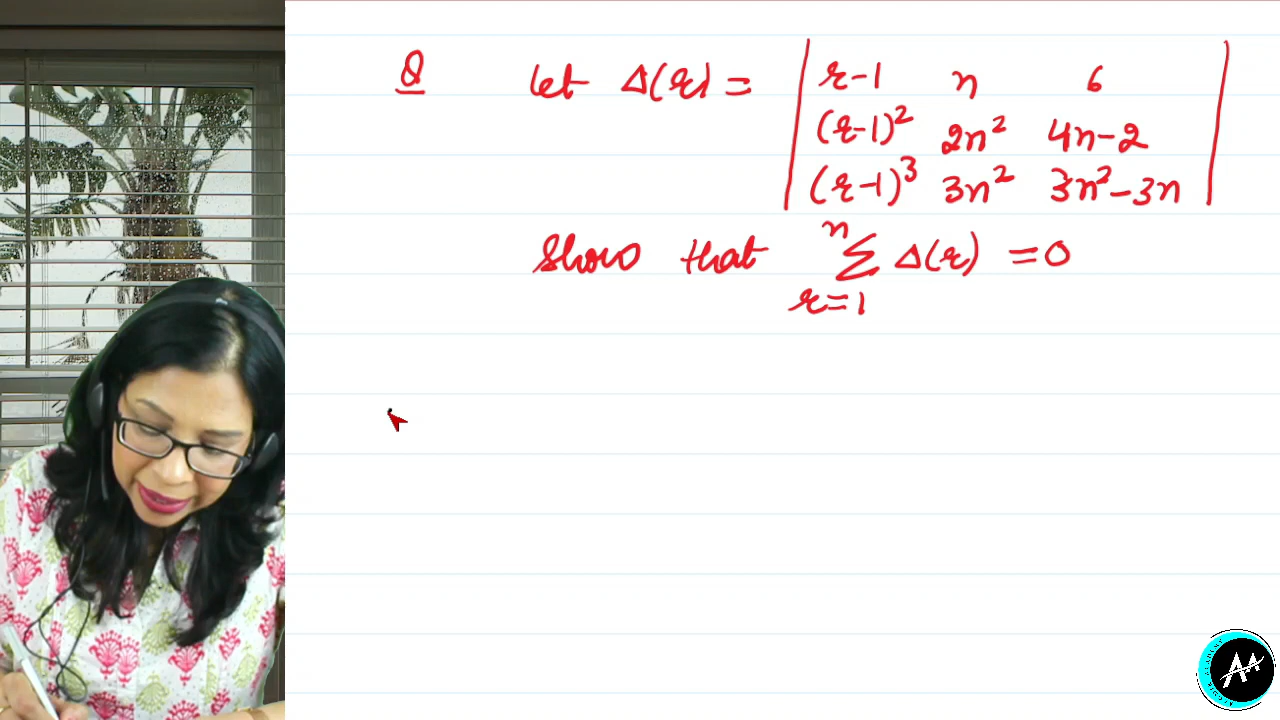 Q Let Δ(r) = | r-1 n 6 |
| (r-1)² 2n² 4n-2 |
| (r-1)³ 3n² 3n²-3n |
Show that n Σ r=1 Δ(r) = 0